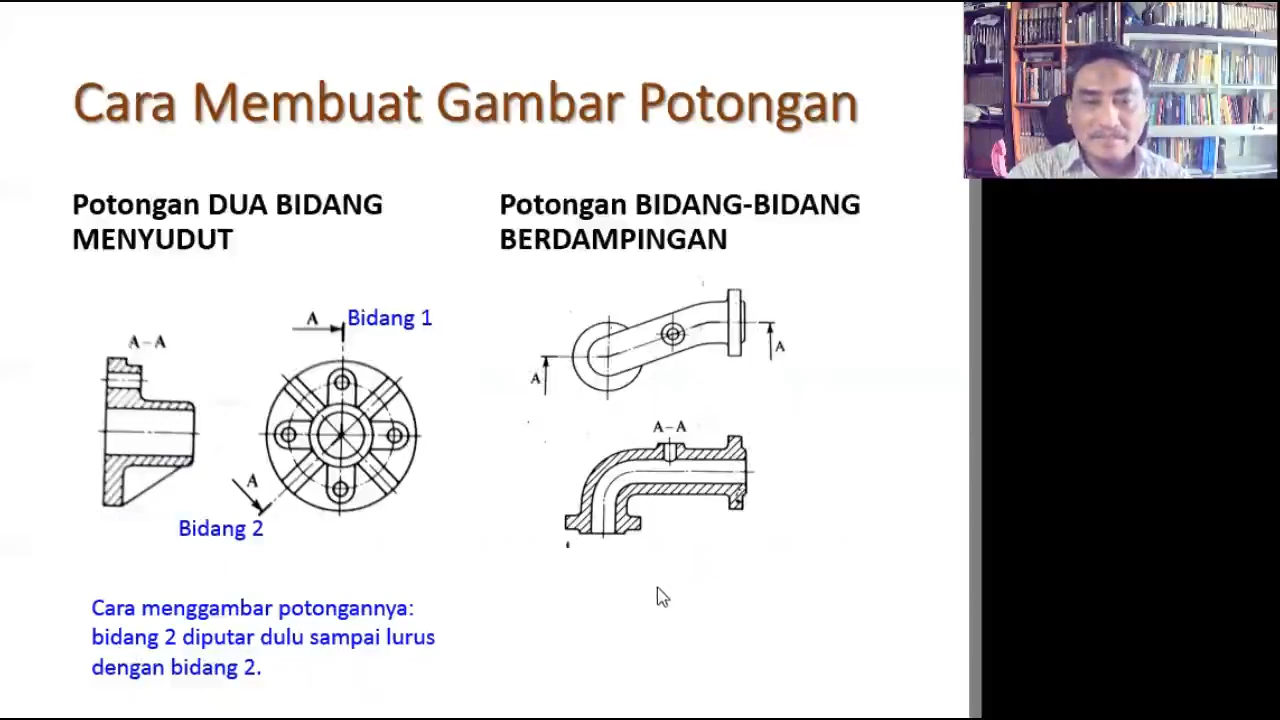 Cara Membuat Gambar Potongan
Potongan DUA BIDANG
MENYUDUT
A
Bidang 1
A–A
A
Bidang 2
Cara menggambar potongannya:
bidang 2 diputar dulu sampai lurus
dengan bidang 2.
Potongan BIDANG-BIDANG
BERDAMPINGAN
A
A
A–A